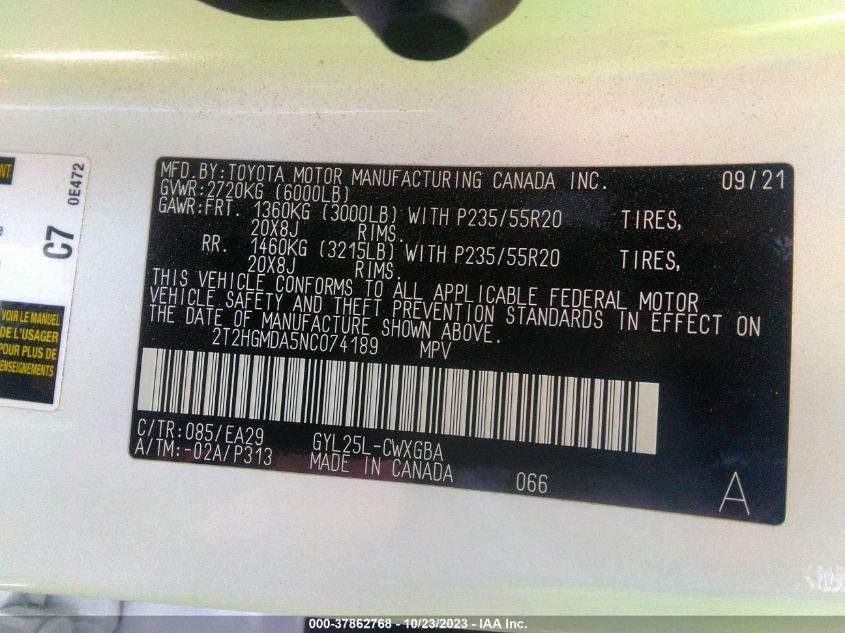 MFD.BY:TOYOTA MOTOR MANUFACTURING CANADA INC. 09/21
GVWR:2720KG (6000LB)
GAWR:FRT. 1360KG (3000LB) WITH P235/55R20 TIRES,
20X8J RIMS.
RR. 1460KG (3215LB) WITH P235/55R20 TIRES,
20X8J RIMS.
THIS VEHICLE CONFORMS TO ALL APPLICABLE FEDERAL MOTOR
VEHICLE SAFETY AND THEFT PREVENTION STANDARDS IN EFFECT ON
THE DATE OF MANUFACTURE SHOWN ABOVE.
2T2HGMDA5NC074189 MPV
C/TR:085/EA29 GYL25L-CWXGBA
A/TM:-02A/P313 MADE IN CANADA 066
A
C7
0E472
VOIR LE MANUEL
DE L'USAGER
POUR PLUS DE
000-37862768 - 10/23/2023 - IAA Inc.